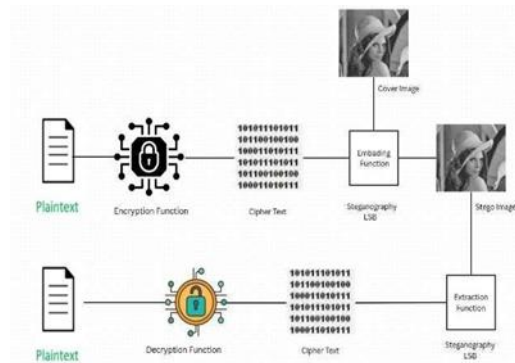 Cover Image
101011101011
101100100100
100011010111
101011101011
101100100100
100011010111
Embading
Function
Plaintext
Encryption Function
Cipher Text
Steganography
LSB
Stego Image
101011101011
101100100100
100011010111
101011101011
101100100100
100011010111
Extraction
Function
Plaintext
Decryption Function
Cipher Text
Steganography
LSB